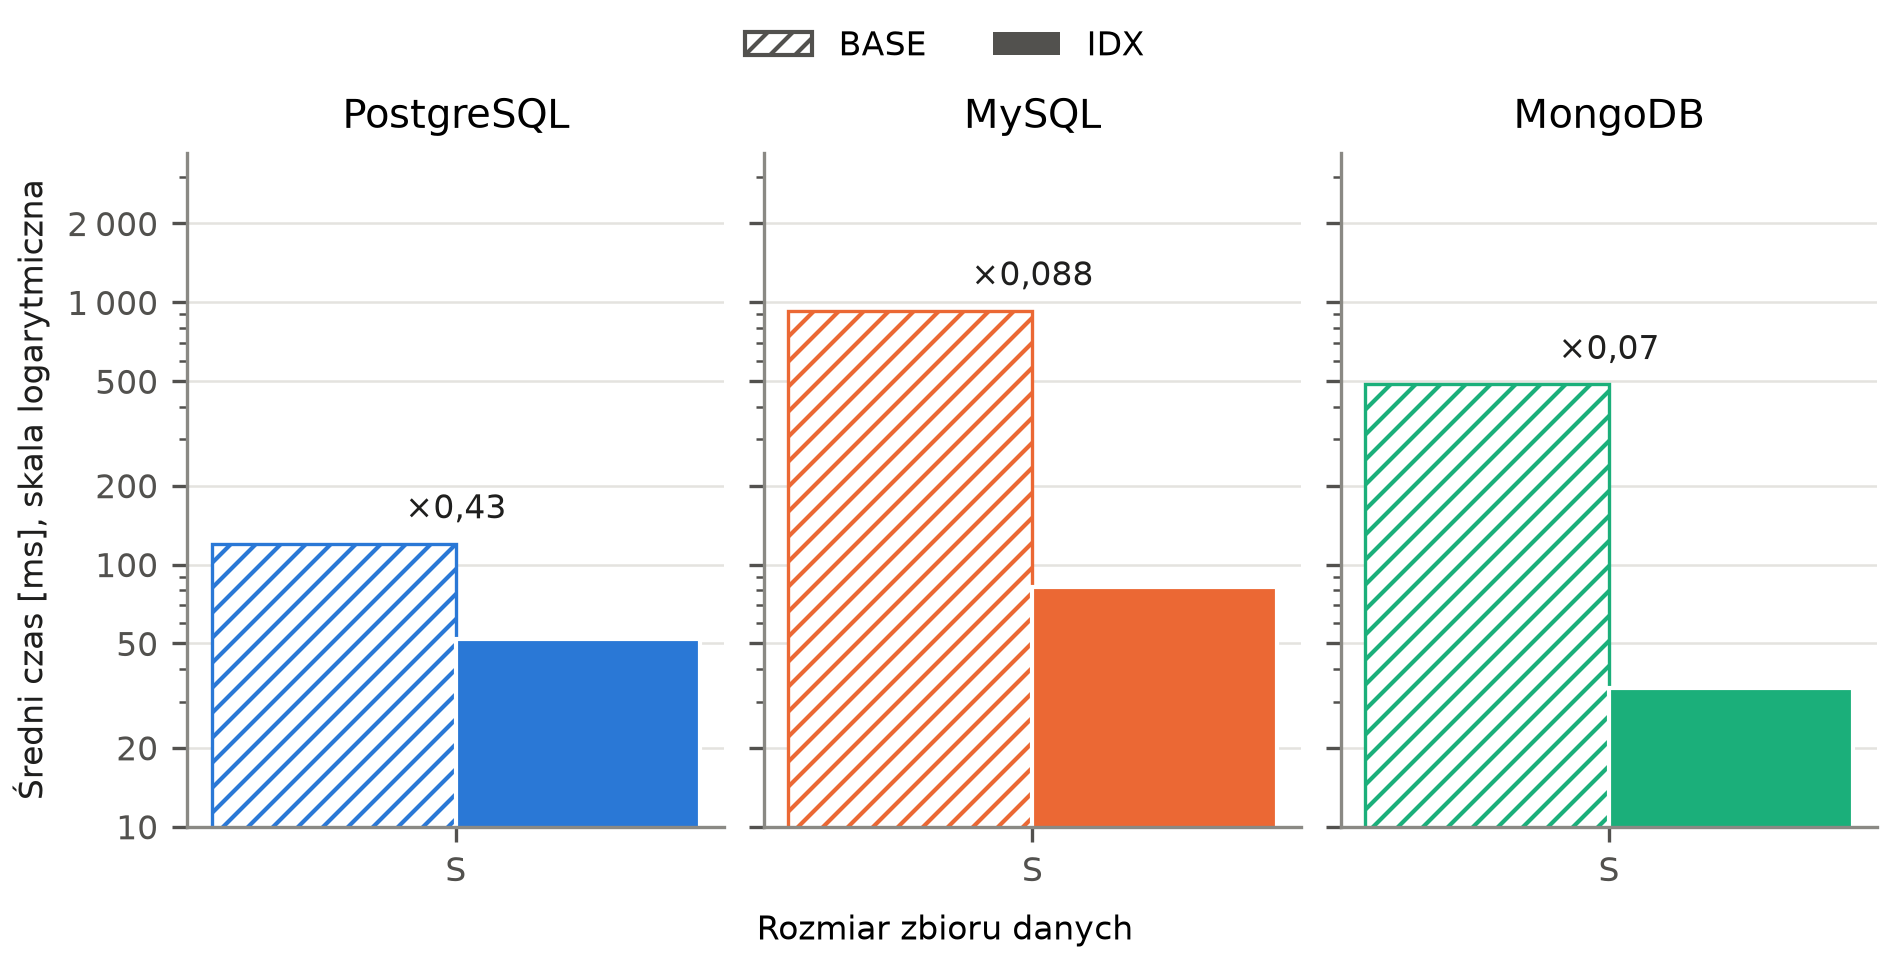 BASE IDX
PostgreSQL MySQL MongoDB
Średni czas [ms], skala logarytmiczna
2 000
1 000
500
200
100
50
20
10
×0,43
×0,088
×0,07
S S S
Rozmiar zbioru danych